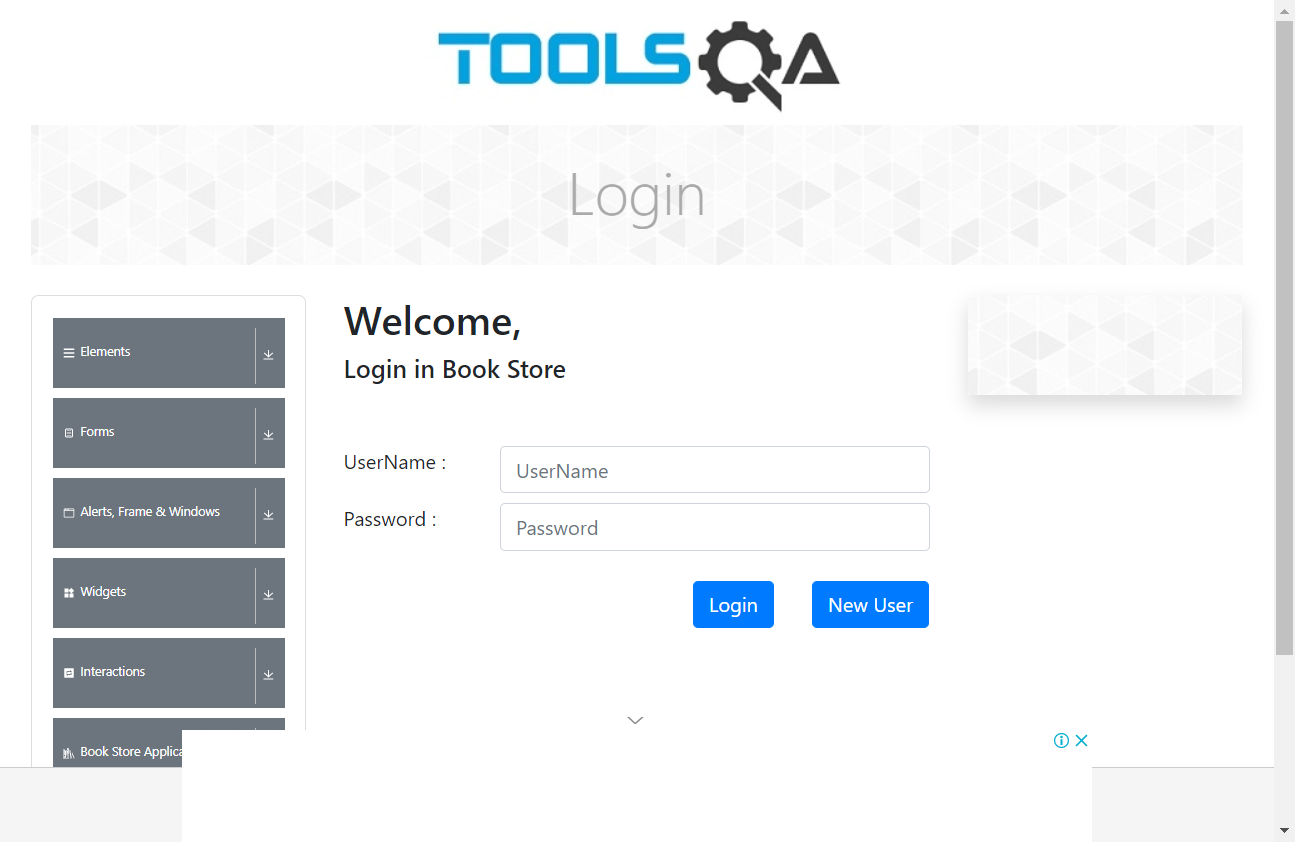 TOOLSQA
Login
Elements
Forms
Alerts, Frame & Windows
Widgets
Interactions
Book Store Applica
Welcome,
Login in Book Store
UserName :
UserName
Password :
Password
Login
New User